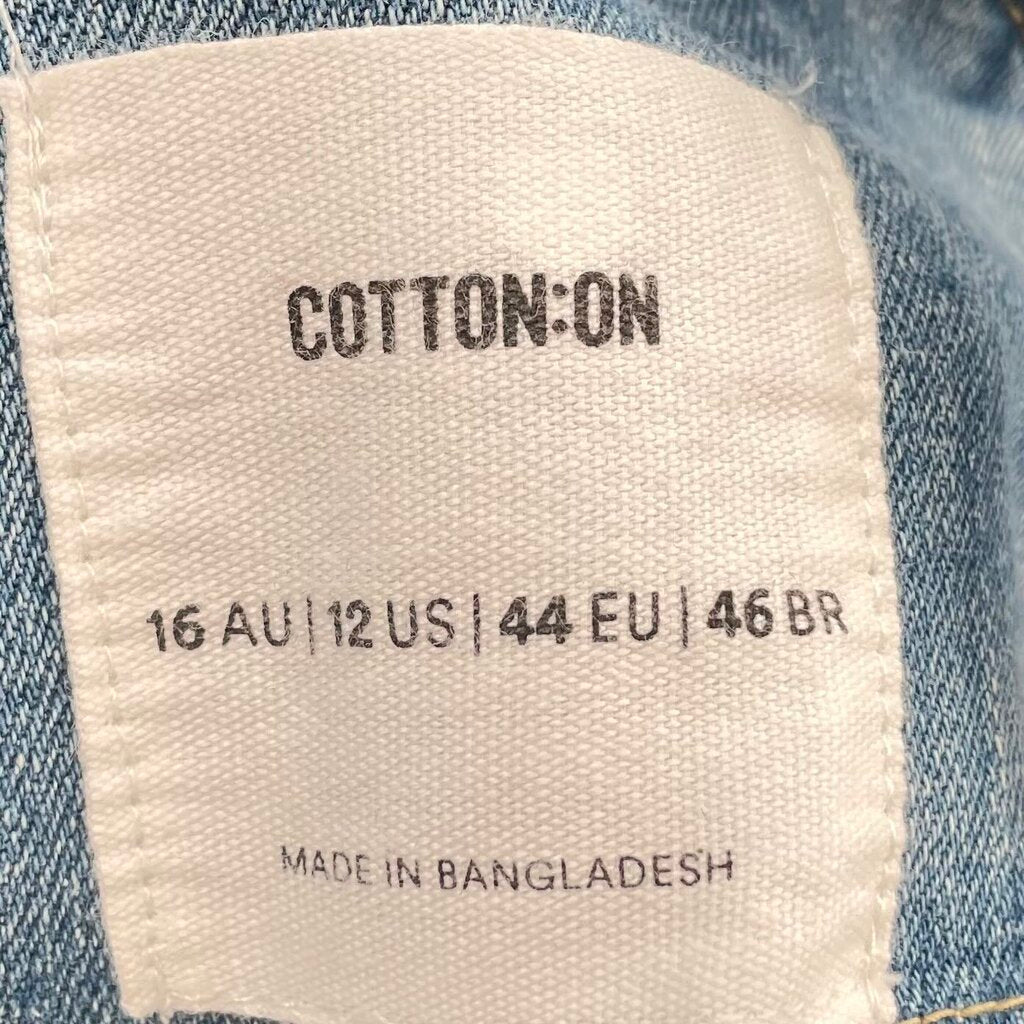 COTTON:ON
16 AU | 12 US | 44 EU | 46 BR
MADE IN BANGLADESH